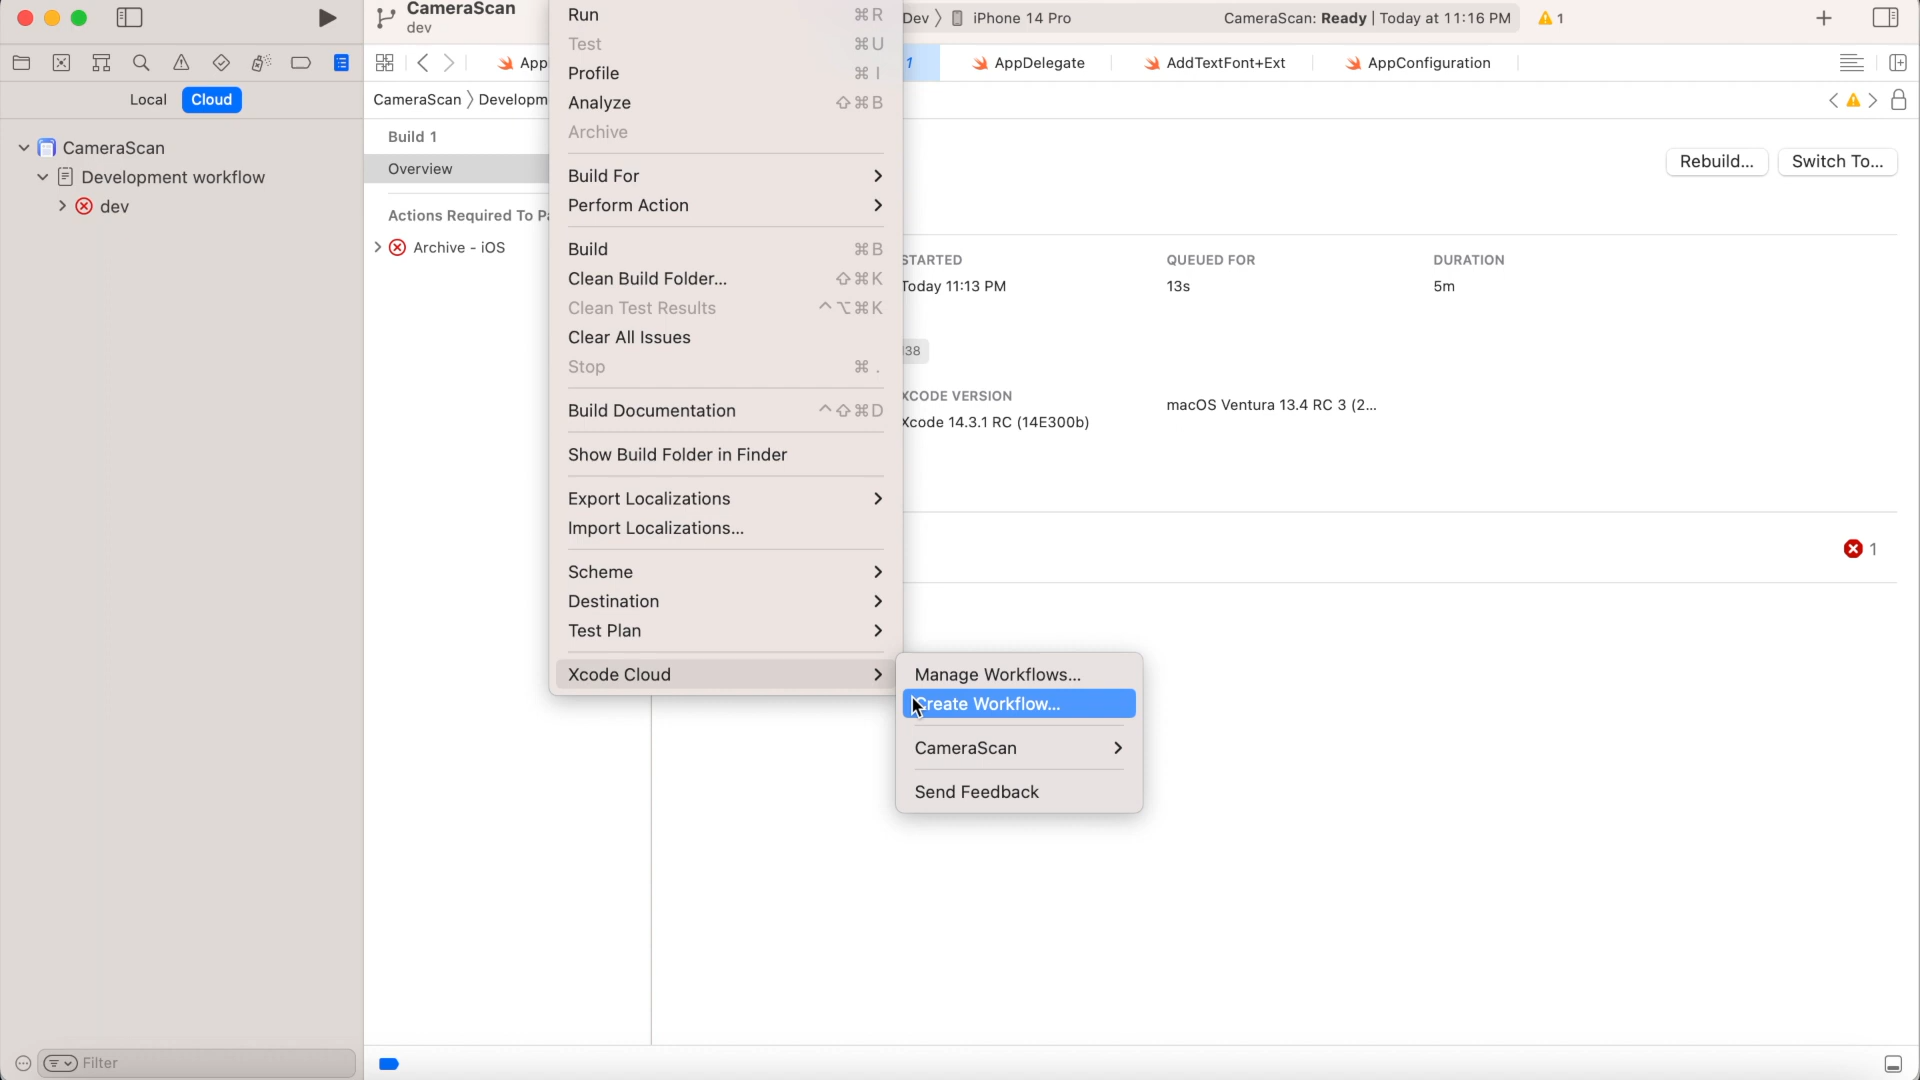 CameraScan
dev
Dev 〉 iPhone 14 Pro
CameraScan: Ready | Today at 11:16 PM
1
App
1
AppDelegate
AddTextFont+Ext
AppConfiguration
Local
Cloud
CameraScan 〉 Developm
CameraScan
Development workflow
dev
Build 1
Overview
Actions Required To Pa
Archive - iOS
Run ⌘ R
Test ⌘ U
Profile ⌘ I
Analyze ⇧ ⌘ B
Archive
Build For
Perform Action
Build ⌘ B
Clean Build Folder... ⇧ ⌘ K
Clean Test Results ^ ⌥ ⌘ K
Clear All Issues
Stop ⌘ .
Build Documentation ^ ⇧ ⌘ D
Show Build Folder in Finder
Export Localizations
Import Localizations...
Scheme
Destination
Test Plan
Xcode Cloud
Manage Workflows...
Create Workflow...
CameraScan
Send Feedback
Rebuild...
Switch To...
STARTED
Today 11:13 PM
QUEUED FOR
13s
DURATION
5m
38
XCODE VERSION
Xcode 14.3.1 RC (14E300b)
macOS Ventura 13.4 RC 3 (2...
1
Filter